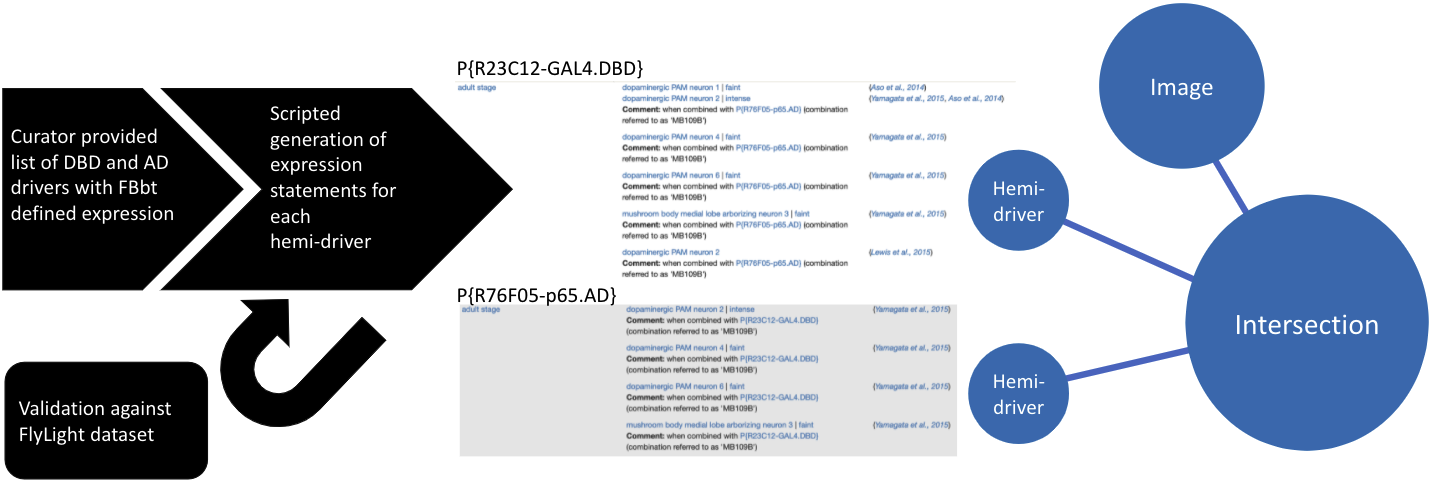 Curator provided
list of DBD and AD
drivers with FBbt
defined expression
Scripted
generation of
expression
statements for
each
hemi-driver
Validation against
FlyLight dataset
P{R23C12-GAL4.DBD}
adult stage
dopaminergic PAM neuron 1 | faint (Aso et al., 2014)
dopaminergic PAM neuron 2 | intense (Yamagata et al., 2015, Aso et al., 2014)
Comment: when combined with P{R76F05-p65.AD} (combination
referred to as 'MB109B')
dopaminergic PAM neuron 4 | faint (Yamagata et al., 2015)
Comment: when combined with P{R76F05-p65.AD} (combination
referred to as 'MB109B')
dopaminergic PAM neuron 6 | faint (Yamagata et al., 2015)
Comment: when combined with P{R76F05-p65.AD} (combination
referred to as 'MB109B')
mushroom body medial lobe arborizing neuron 3 | faint (Yamagata et al., 2015)
Comment: when combined with P{R76F05-p65.AD} (combination
referred to as 'MB109B')
dopaminergic PAM neuron 2 (Lewis et al., 2015)
Comment: when combined with P{R76F05-p65.AD} (combination
referred to as 'MB109B')
P{R76F05-p65.AD}
adult stage
dopaminergic PAM neuron 2 | intense (Yamagata et al., 2015)
Comment: when combined with P{R23C12-GAL4.DBD}
(combination referred to as 'MB109B')
dopaminergic PAM neuron 4 | faint (Yamagata et al., 2015)
Comment: when combined with P{R23C12-GAL4.DBD}
(combination referred to as 'MB109B')
dopaminergic PAM neuron 6 | faint (Yamagata et al., 2015)
Comment: when combined with P{R23C12-GAL4.DBD}
(combination referred to as 'MB109B')
mushroom body medial lobe arborizing neuron 3 | faint (Yamagata et al., 2015)
Comment: when combined with P{R23C12-GAL4.DBD}
(combination referred to as 'MB109B')
Image
Hemi-
driver
Intersection
Hemi-
driver